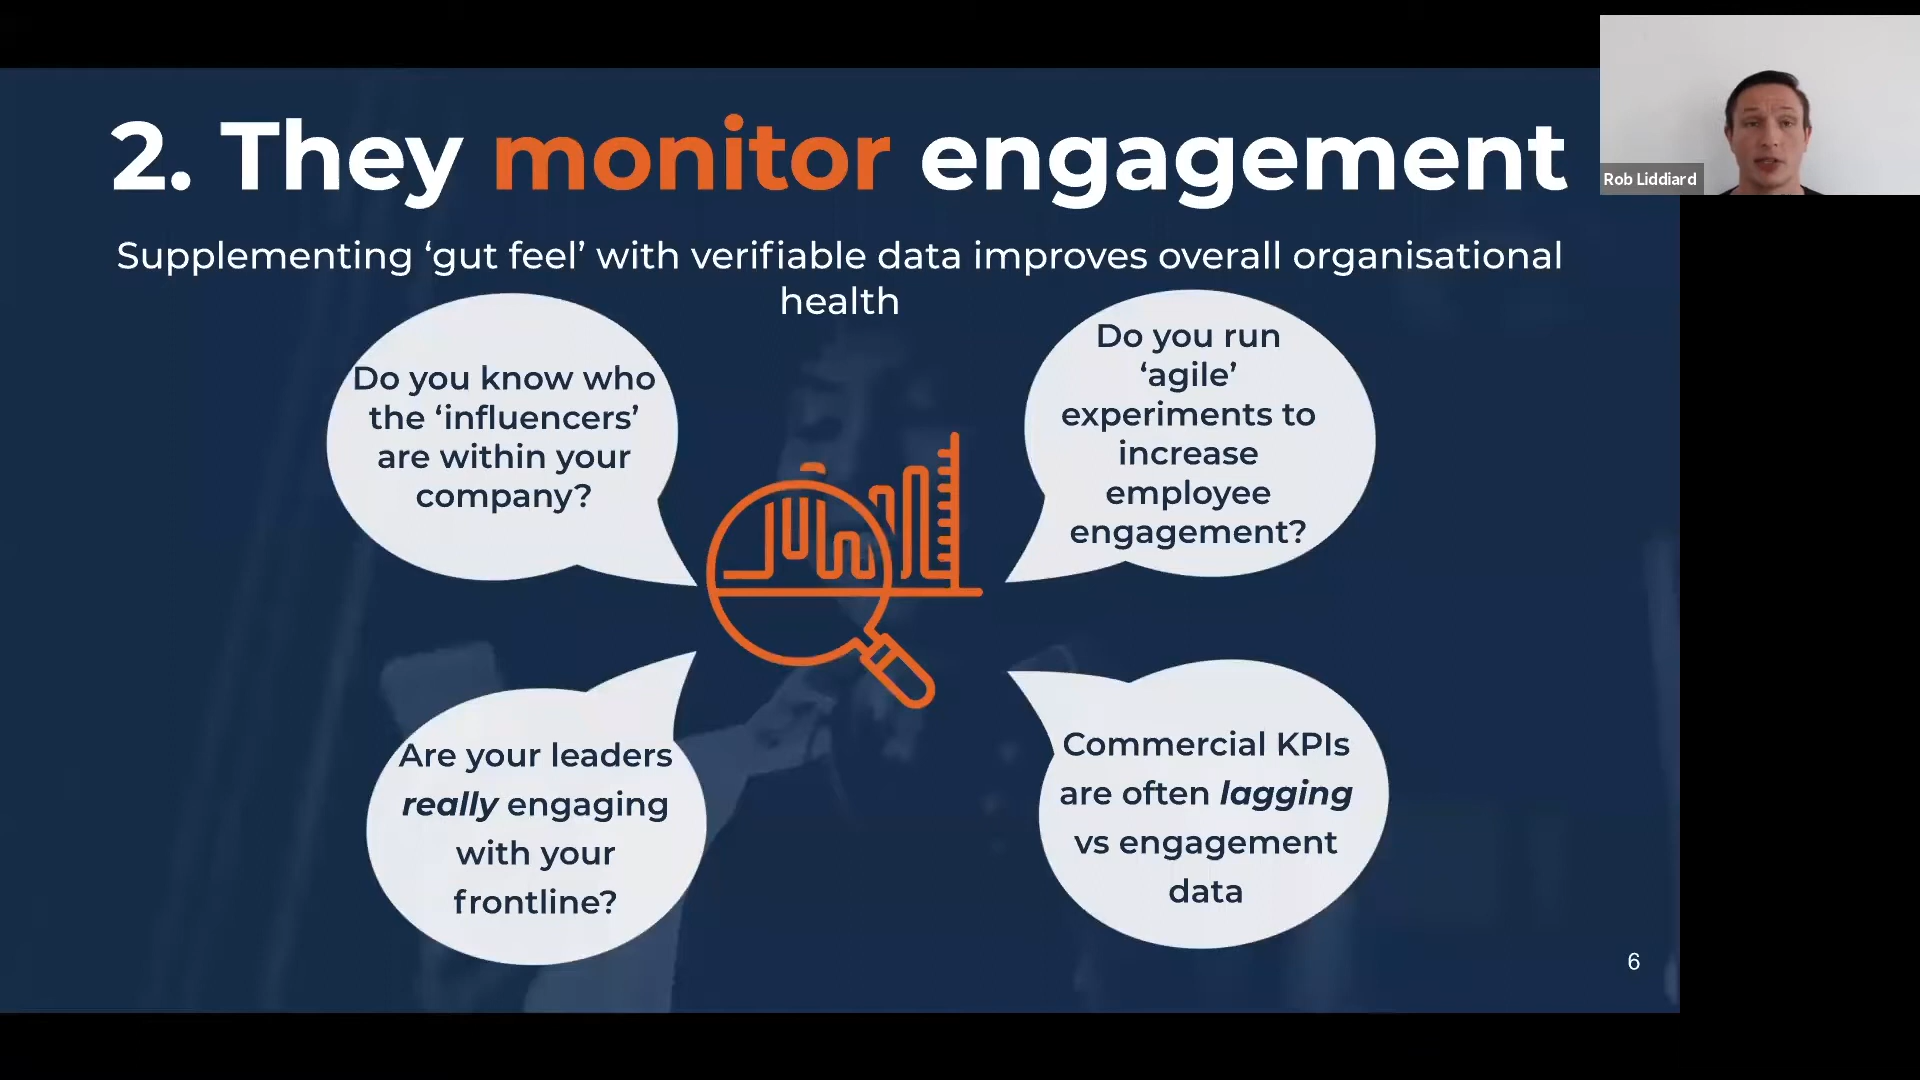 2. They monitor engagement
Supplementing ‘gut feel’ with verifiable data improves overall organisational
health
Do you know who
the ‘influencers’
are within your
company?
Do you run
‘agile’
experiments to
increase
employee
engagement?
Are your leaders
really engaging
with your
frontline?
Commercial KPIs
are often lagging
vs engagement
data
6
Rob Liddiard